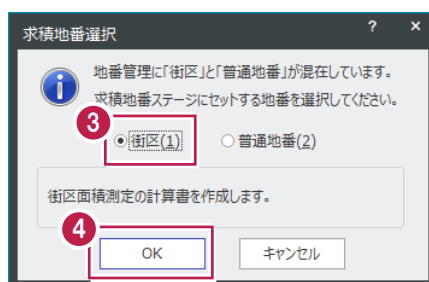 求積地番選択 ? ×
地番管理に「街区」と「普通地番」が混在しています。
求積地番ステージにセットする地番を選択してください。
3
街区(1) 普通地番(2)
街区面積測定の計算書を作成します。
4
OK キャンセル